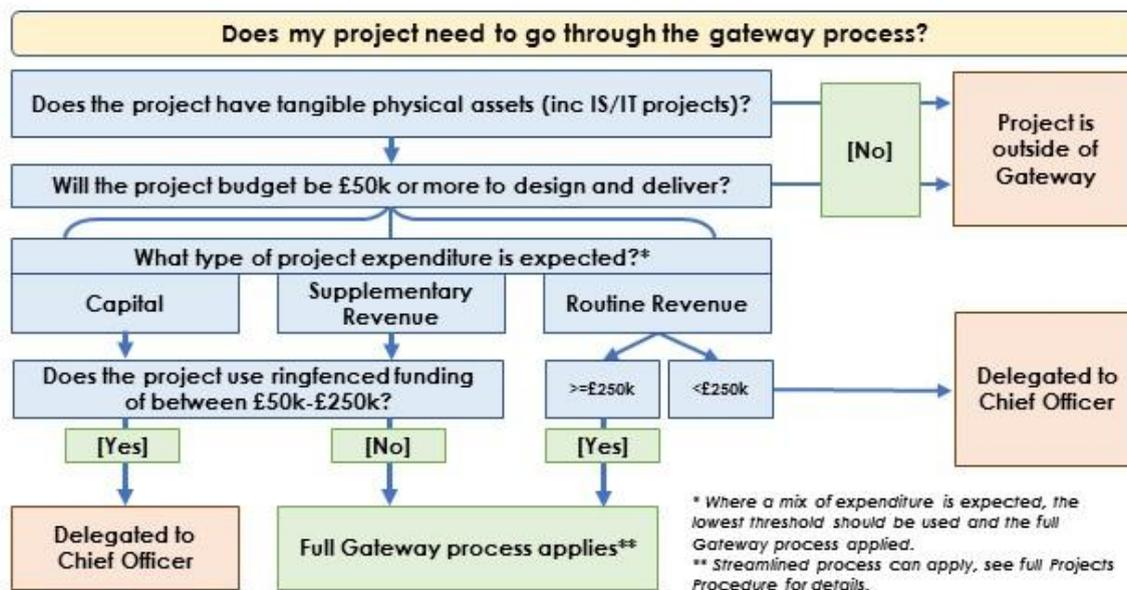 Does my project need to go through the gateway process?
Does the project have tangible physical assets (inc IS/IT projects)?
[No]
Project is
outside of
Gateway
Will the project budget be £50k or more to design and deliver?
What type of project expenditure is expected?*
Capital
Supplementary
Revenue
Routine Revenue
Does the project use ringfenced funding
of between £50k-£250k?
>=£250k
<£250k
Delegated to
Chief Officer
[Yes]
[No]
[Yes]
Delegated to
Chief Officer
Full Gateway process applies**
* Where a mix of expenditure is expected, the
lowest threshold should be used and the full
Gateway process applied.
** Streamlined process can apply, see full Projects
Procedure for details.